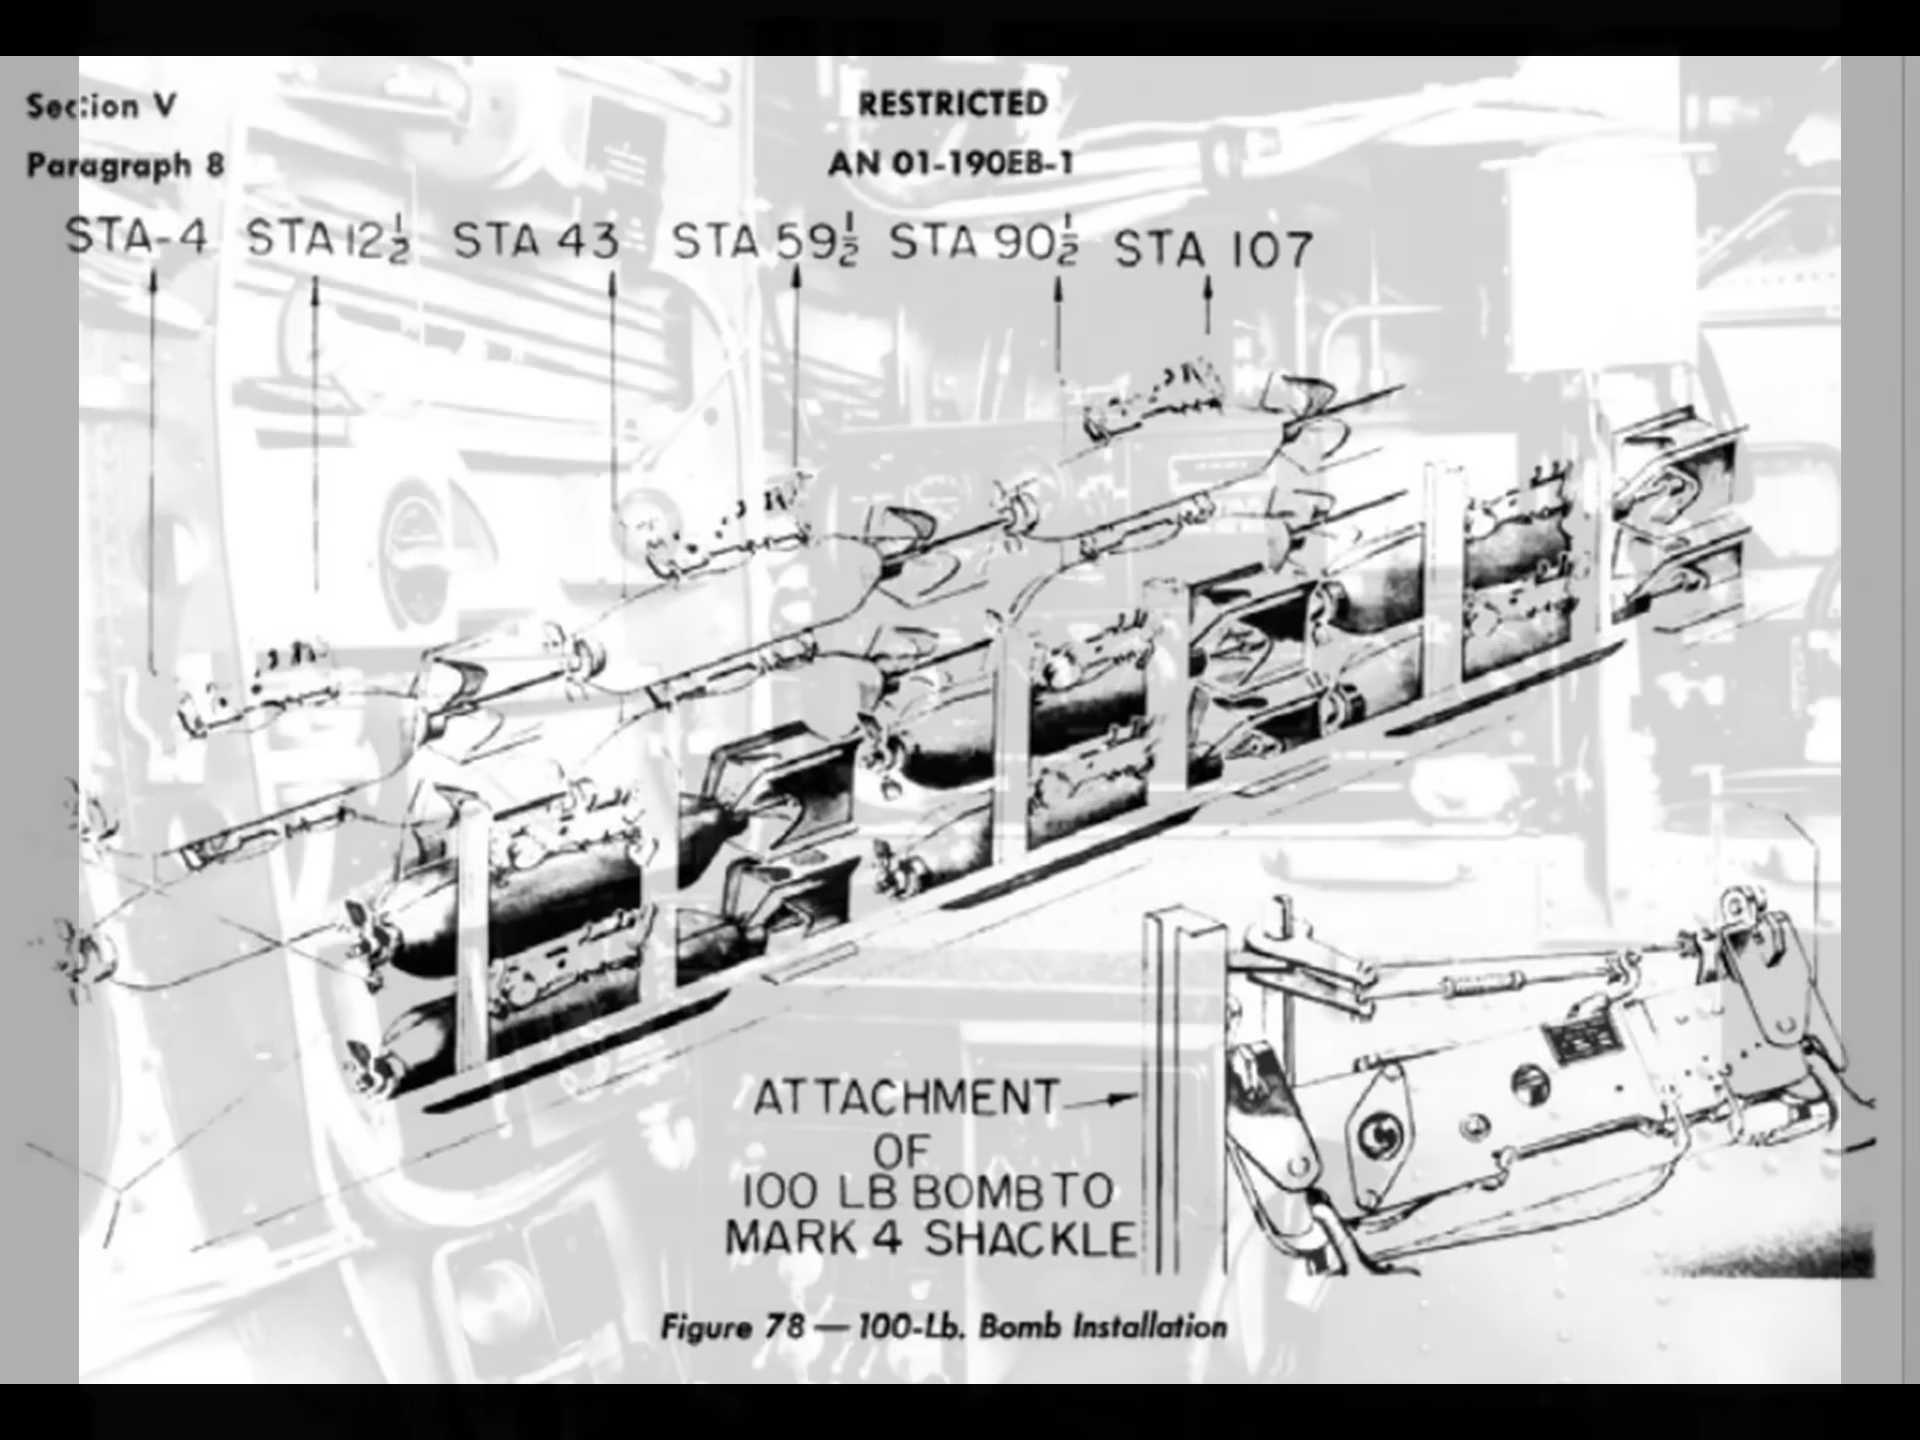 Section V
RESTRICTED
Paragraph 8
AN 01-190EB-1
STA-4 STA 12½ STA 43 STA 59½ STA 90½ STA 107
ATTACHMENT
OF
100 LB BOMB TO
MARK 4 SHACKLE
Figure 78 — 100-Lb. Bomb Installation